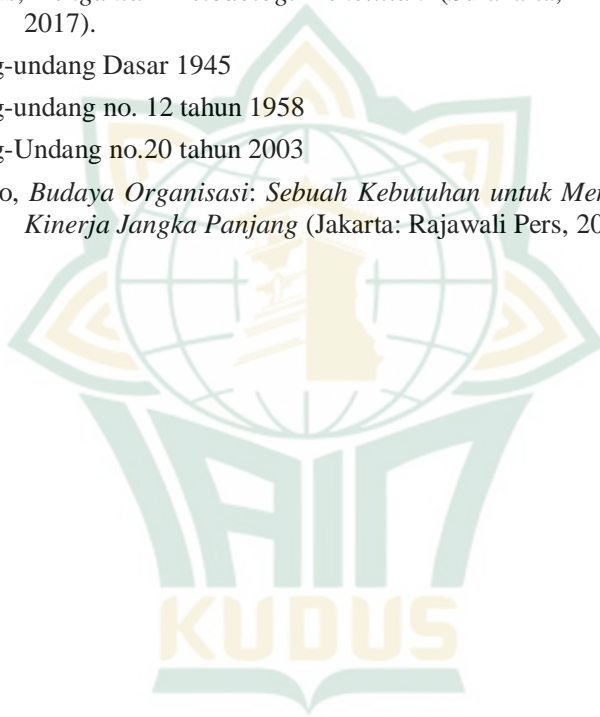 2017).
g-undang Dasar 1945
g-undang no. 12 tahun 1958
g-Undang no.20 tahun 2003
o, Budaya Organisasi: Sebuah Kebutuhan untuk Me
Kinerja Jangka Panjang (Jakarta: Rajawali Pers, 20
IAIN
KUDUS